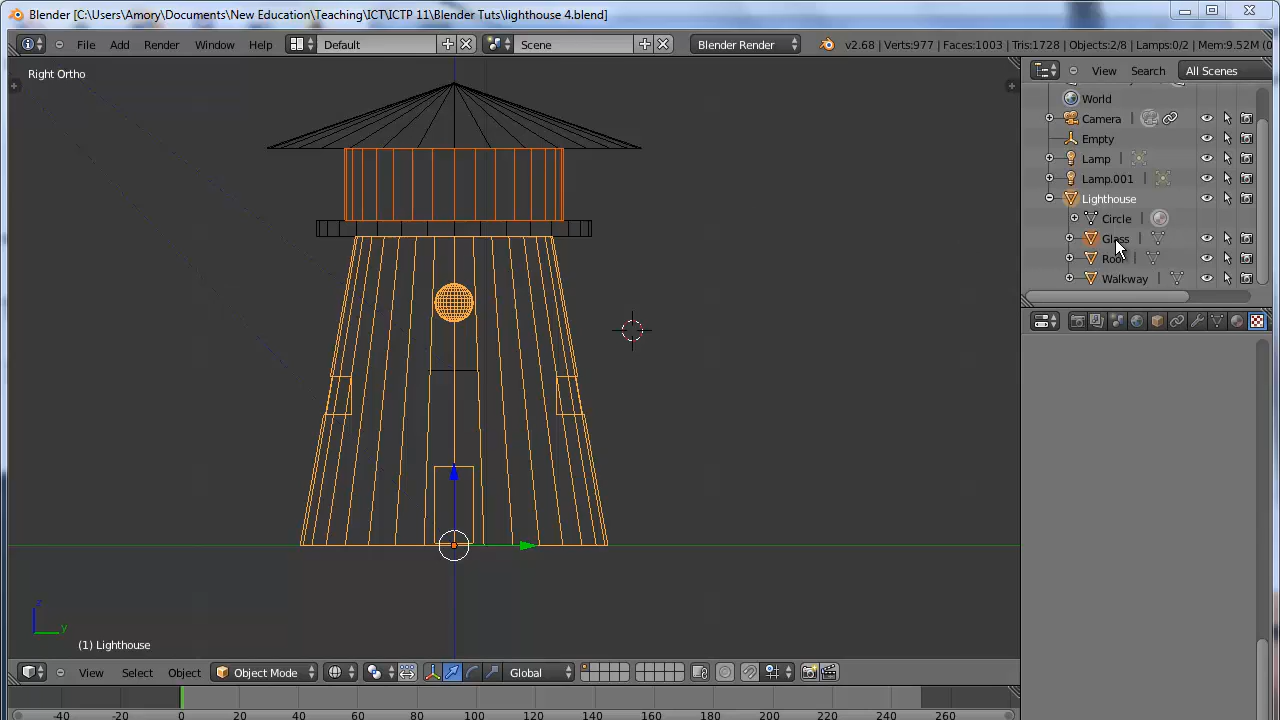 Blender [C:\Users\Amory\Documents\New Education\Teaching\ICT\ICTP 11\Blender Tuts\lighthouse 4.blend]
File Add Render Window Help Default Scene Blender Render v2.68 | Verts:977 | Faces:1003 | Tris:1728 | Objects:2/8 | Lamps:0/2 | Mem:9.52M (0
Right Ortho
View Search All Scenes
World
Camera
Empty
Lamp
Lamp.001
Lighthouse
Circle
Glass
Roof
Walkway
z
y
(1) Lighthouse
View Select Object Object Mode Global
-40 -20 0 20 40 60 80 100 120 140 160 180 200 220 240 260